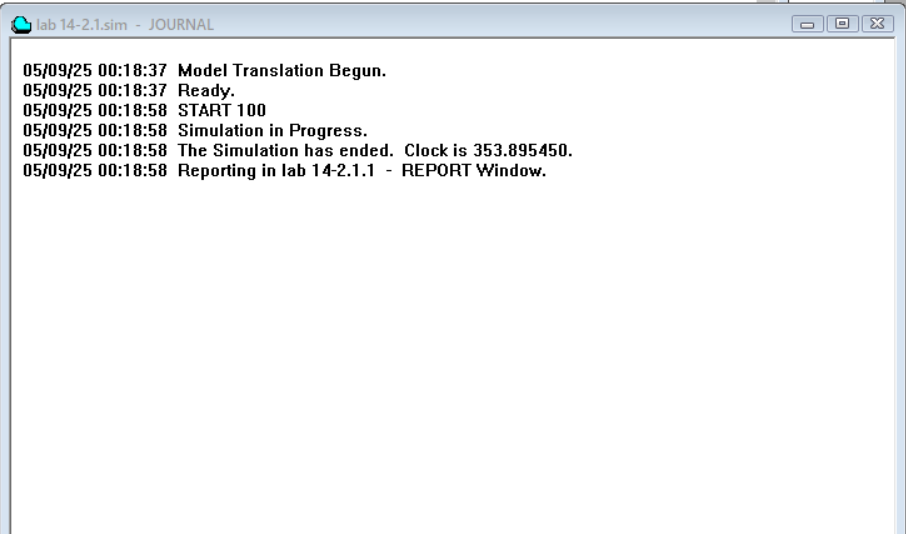 lab 14-2.1.sim - JOURNAL
05/09/25 00:18:37 Model Translation Begun.
05/09/25 00:18:37 Ready.
05/09/25 00:18:58 START 100
05/09/25 00:18:58 Simulation in Progress.
05/09/25 00:18:58 The Simulation has ended. Clock is 353.895450.
05/09/25 00:18:58 Reporting in lab 14-2.1.1 - REPORT Window.